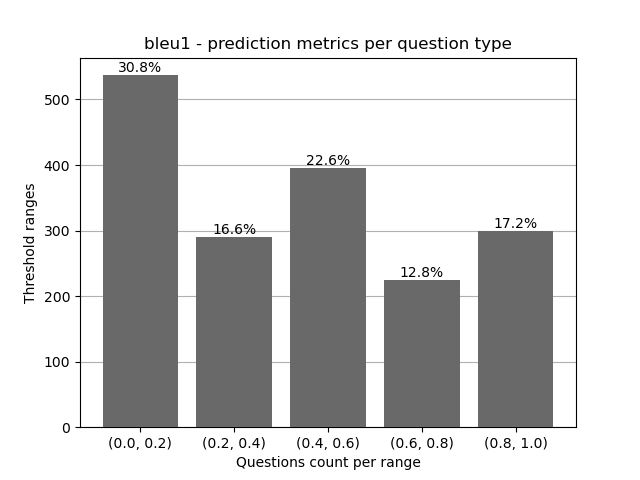 bleu1 - prediction metrics per question type
30.8%
16.6%
22.6%
12.8%
17.2%
500
400
300
200
100
0
Threshold ranges
(0.0, 0.2) (0.2, 0.4) (0.4, 0.6) (0.6, 0.8) (0.8, 1.0)
Questions count per range